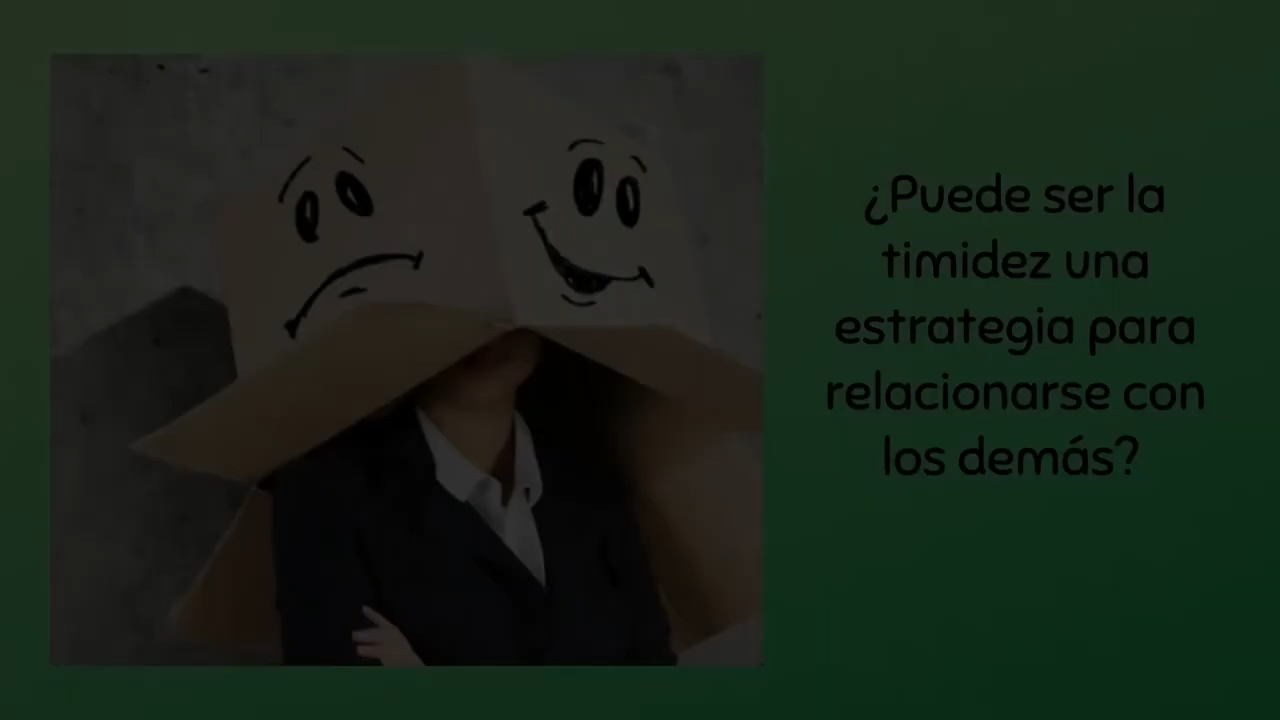 ¿Puede ser la
timidez una
estrategia para
relacionarse con
los demás?